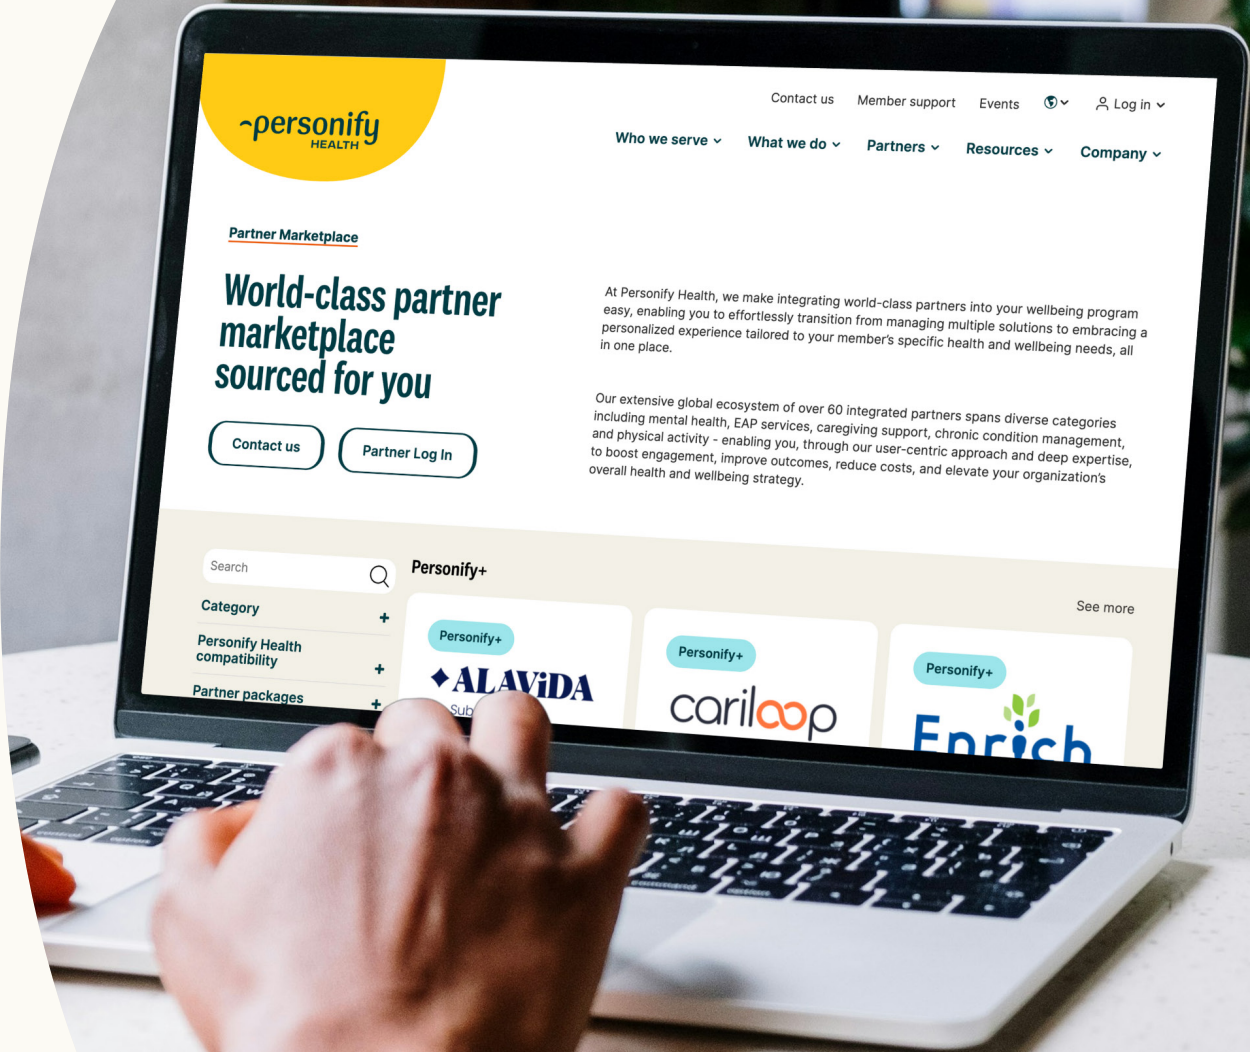 ~personify
HEALTH
Contact us
Member support
Events
Log in
Who we serve
What we do
Partners
Resources
Company
Partner Marketplace
World-class partner
marketplace
sourced for you
Contact us
Partner Log In
At Personify Health, we make integrating world-class partners into your wellbeing program
easy, enabling you to effortlessly transition from managing multiple solutions to embracing a
personalized experience tailored to your member's specific health and wellbeing needs, all
in one place.
Our extensive global ecosystem of over 60 integrated partners spans diverse categories
including mental health, EAP services, caregiving support, chronic condition management,
and physical activity - enabling you, through our user-centric approach and deep expertise,
to boost engagement, improve outcomes, reduce costs, and elevate your organization's
overall health and wellbeing strategy.
Search
Category
+
Personify Health
compatibility
+
Partner packages
+
Personify+
See more
Personify+
ALAViDA
Personify+
cariloop
Personify+
Enrich
command
option